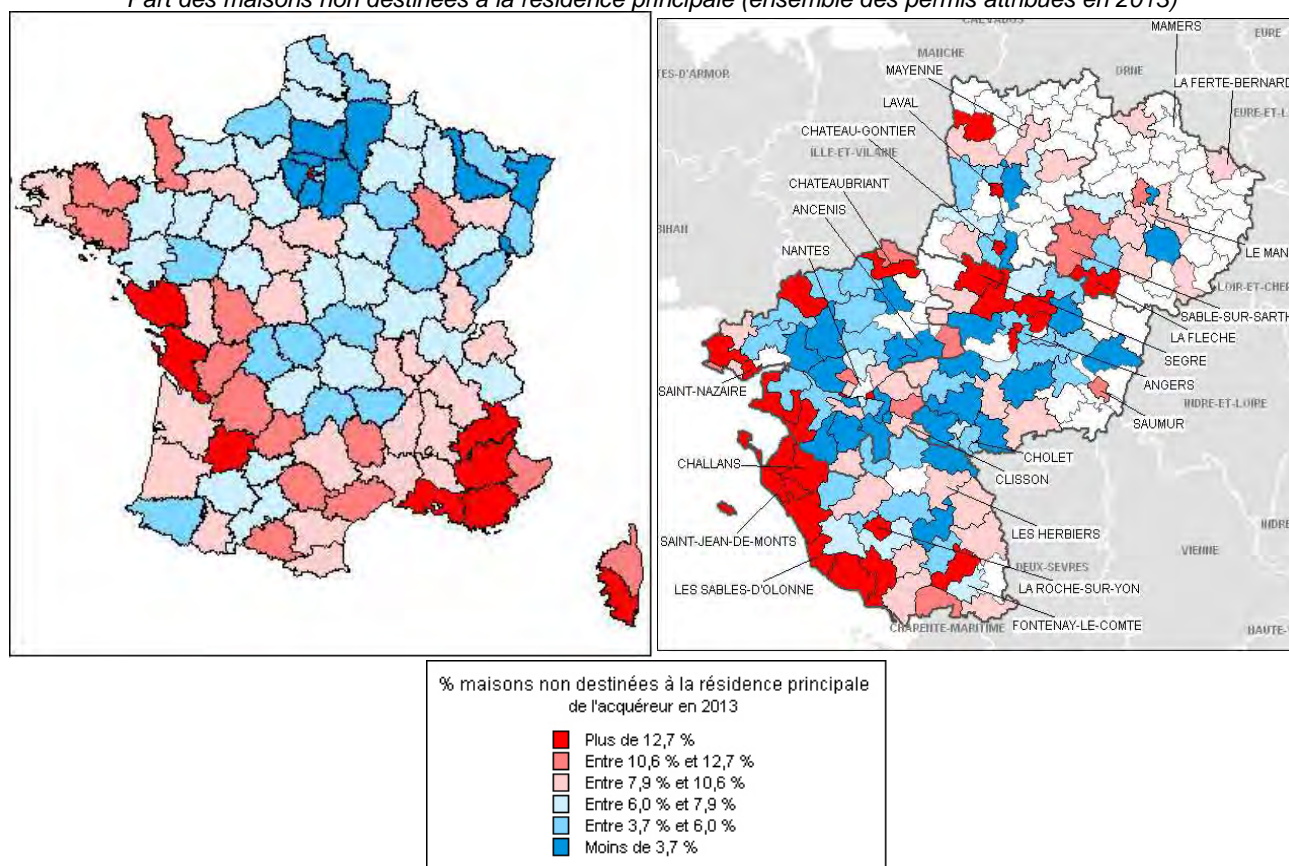 Part des maisons non destinées à la résidence principale (ensemble des permis attribués en 2013)
CALVADOS
MAMERS
EURE
MANCHE
ORNE
TES-D'ARMOR
MAYENNE
LA FERTE-BERNARD
LAVAL
EURE-ET-L
CHATEAU-GONTIER
ILLE-ET-VILAINE
CHATEAUBRIANT
ANCENIS
BIHAN
NANTES
LE MAN
LOIR-ET-CHER
SABLE-SUR-SARTH
LA FLECHE
SEGRE
SAINT-NAZAIRE
ANGERS
INDRE-ET-LOIRE
SAUMUR
CHOLET
CHALLANS
CLISSON
LES HERBIERS
INDRE
SAINT-JEAN-DE-MONTS
VIENNE
DEUX-SEVRES
LES SABLES-D'OLONNE
LA ROCHE-SUR-YON
FONTENAY-LE-COMTE
CHARENTE-MARITIME
HAUTE-
% maisons non destinées à la résidence principale
de l'acquéreur en 2013
Plus de 12,7 %
Entre 10,6 % et 12,7 %
Entre 7,9 % et 10,6 %
Entre 6,0 % et 7,9 %
Entre 3,7 % et 6,0 %
Moins de 3,7 %